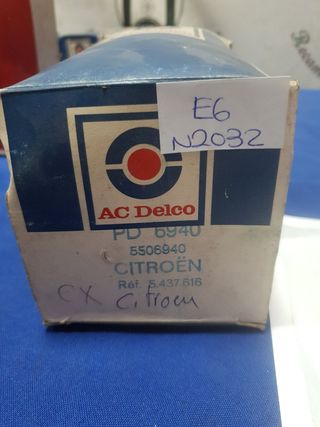 E6
N2032
AC Delco
PD 6940
5506940
CITROËN
Réf. 5.437.616
CX Citroen